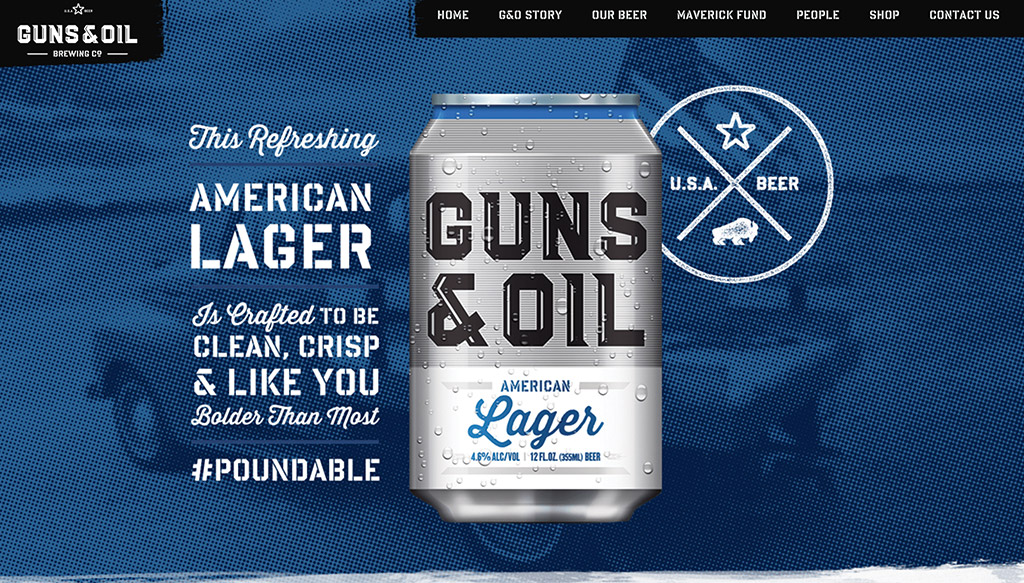 U.S.A. BEER
GUNS & OIL
BREWING CO
HOME G&O STORY OUR BEER MAVERICK FUND PEOPLE SHOP CONTACT US
This Refreshing
AMERICAN
LAGER
Is Crafted TO BE
CLEAN, CRISP
& LIKE YOU
Bolder Than Most
#POUNDABLE
GUNS
& OIL
AMERICAN
Lager
4.6% ALC/VOL | 12 FL.OZ. (355ML) BEER
U.S.A. BEER